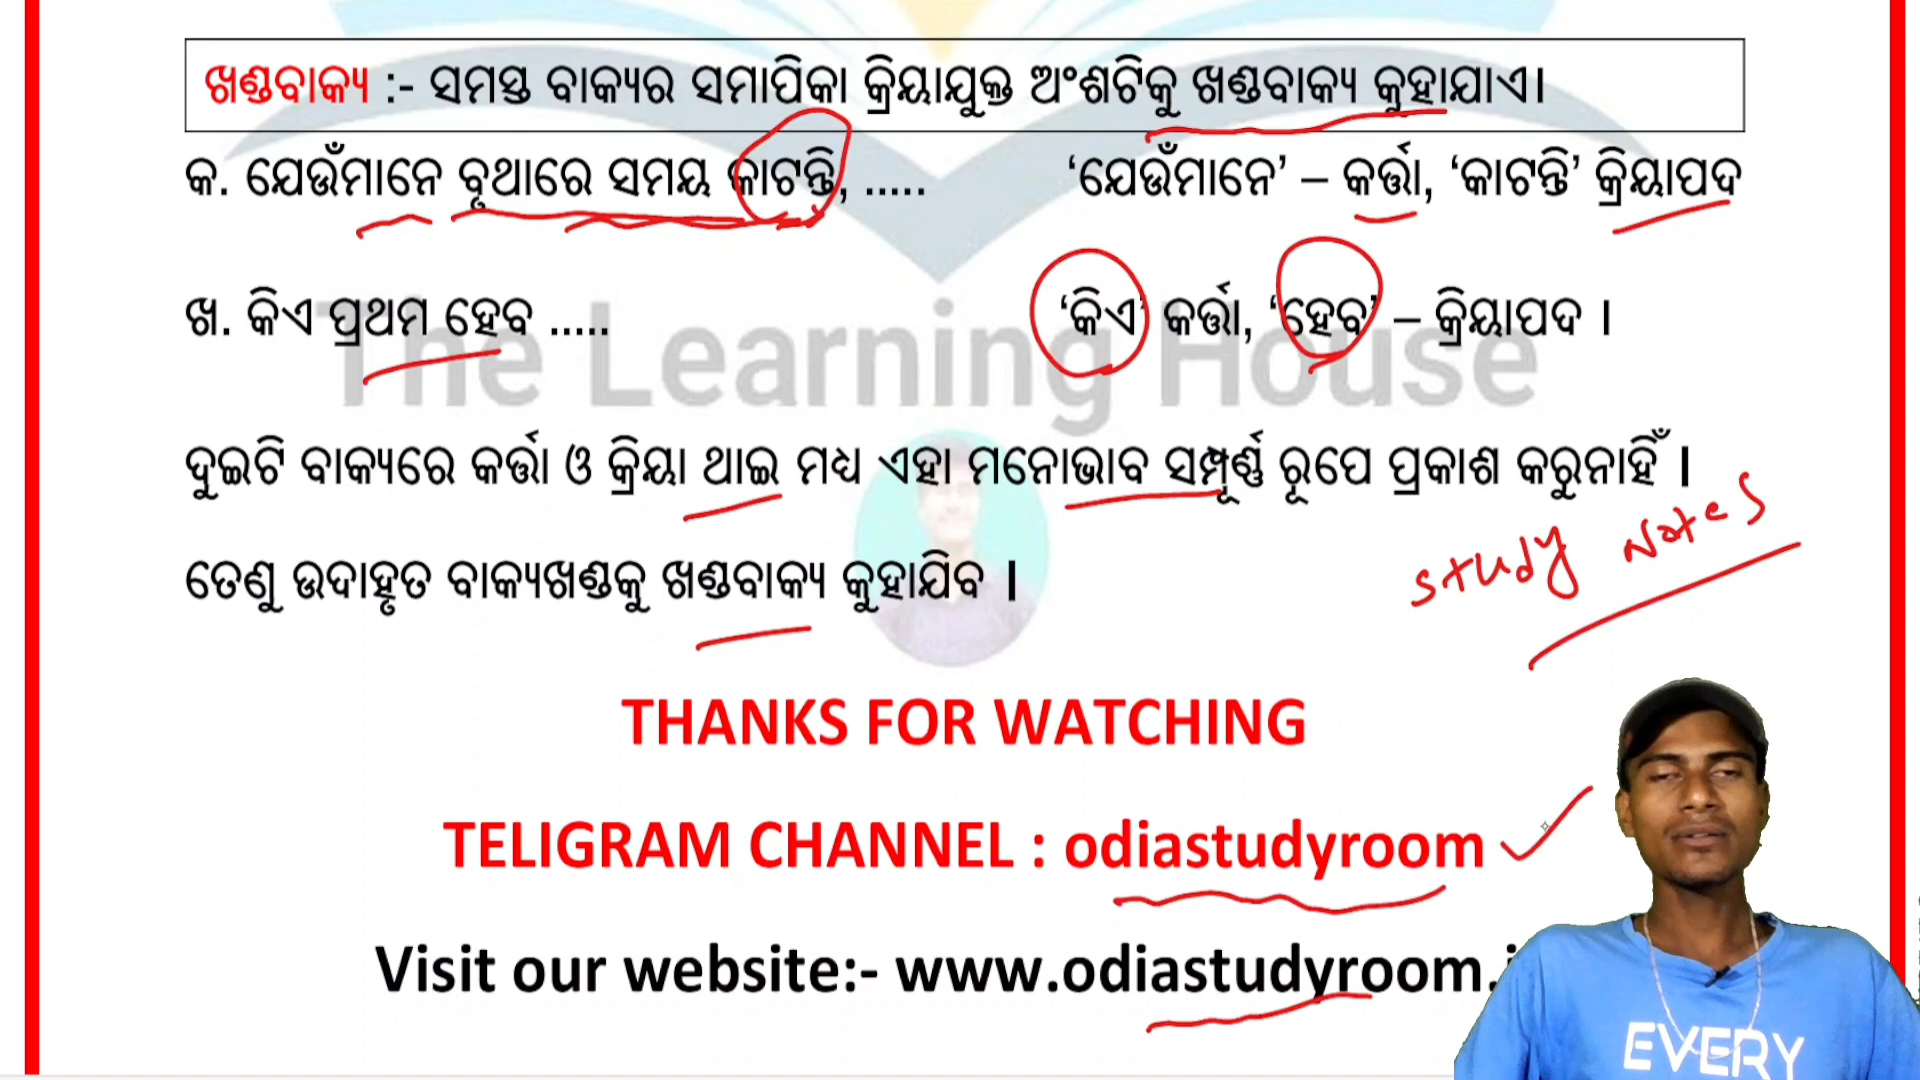 ଖଣ୍ଡବାକ୍ୟ :- ସମସ୍ତ ବାକ୍ୟର ସମାପିକା କ୍ରିୟାଯୁକ୍ତ ଅଂଶଟିକୁ ଖଣ୍ଡବାକ୍ୟ କୁହାଯାଏ।
କ. ଯେଉଁମାନେ ବୃଥାରେ ସମୟ କାଟନ୍ତି, ..... ‘ଯେଉଁମାନେ’ – କର୍ତ୍ତା, ‘କାଟନ୍ତି’ କ୍ରିୟାପଦ
ଖ. କିଏ ପ୍ରଥମ ହେବ ..... ‘କିଏ’ କର୍ତ୍ତା, ‘ହେବ’ – କ୍ରିୟାପଦ ।
The Learning House
ଦୁଇଟି ବାକ୍ୟରେ କର୍ତ୍ତା ଓ କ୍ରିୟା ଥାଇ ମଧ୍ୟ ଏହା ମନୋଭାବ ସମ୍ପୂର୍ଣ୍ଣ ରୂପେ ପ୍ରକାଶ କରୁନାହିଁ ।
study Notes
ତେଣୁ ଉଦାହୃତ ବାକ୍ୟଖଣ୍ଡକୁ ଖଣ୍ଡବାକ୍ୟ କୁହାଯିବ ।
THANKS FOR WATCHING
TELIGRAM CHANNEL : odiastudyroom
Visit our website:- www.odiastudyroom.
EVERY